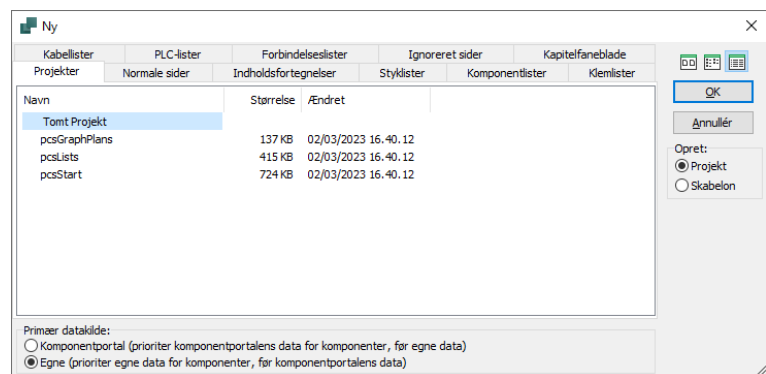 Ny
Kabellister PLC-lister Forbindelseslister Ignoreret sider Kapitelfaneblade
Projekter Normale sider Indholdsfortegnelser Styklister Komponentlister Klemlister
Navn Størrelse Ændret
Tomt Projekt
pcsGraphPlans 137 KB 02/03/2023 16.40.12
pcsLists 415 KB 02/03/2023 16.40.12
pcsStart 724 KB 02/03/2023 16.40.12
OK
Annullér
Opret:
Projekt
Skabelon
Primær datakilde:
Komponentportal (prioriter komponentportalens data for komponenter, før egne data)
Egne (prioriter egne data for komponenter, før komponentportalens data)